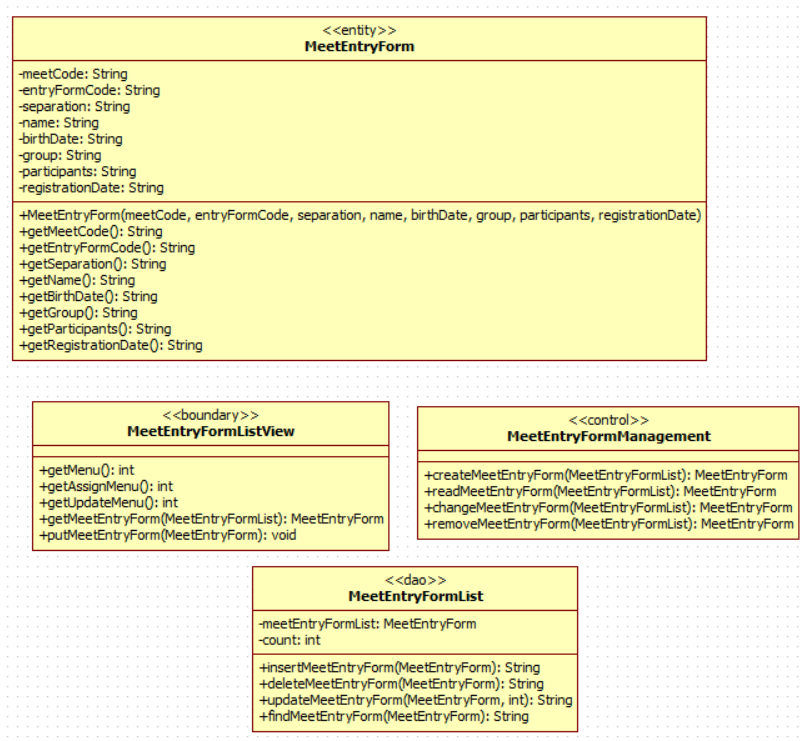 <<entity>>
MeetEntryForm
-meetCode: String
-entryFormCode: String
-separation: String
-name: String
-birthDate: String
-group: String
-participants: String
-registrationDate: String
+MeetEntryForm(meetCode, entryFormCode, separation, name, birthDate, group, participants, registrationDate)
+getMeetCode(): String
+getEntryFormCode(): String
+getSeparation(): String
+getName(): String
+getBirthDate(): String
+getGroup(): String
+getParticipants(): String
+getRegistrationDate(): String
<<boundary>>
MeetEntryFormListView
+getMenu(): int
+getAssignMenu(): int
+getUpdateMenu(): int
+getMeetEntryForm(MeetEntryFormList): MeetEntryForm
+putMeetEntryForm(MeetEntryForm): void
<<control>>
MeetEntryFormManagement
+createMeetEntryForm(MeetEntryFormList): MeetEntryForm
+readMeetEntryForm(MeetEntryFormList): MeetEntryForm
+changeMeetEntryForm(MeetEntryFormList): MeetEntryForm
+removeMeetEntryForm(MeetEntryFormList): MeetEntryForm
<<dao>>
MeetEntryFormList
-meetEntryFormList: MeetEntryForm
-count: int
+insertMeetEntryForm(MeetEntryForm): String
+deleteMeetEntryForm(MeetEntryForm): String
+updateMeetEntryForm(MeetEntryForm, int): String
+findMeetEntryForm(MeetEntryForm): String